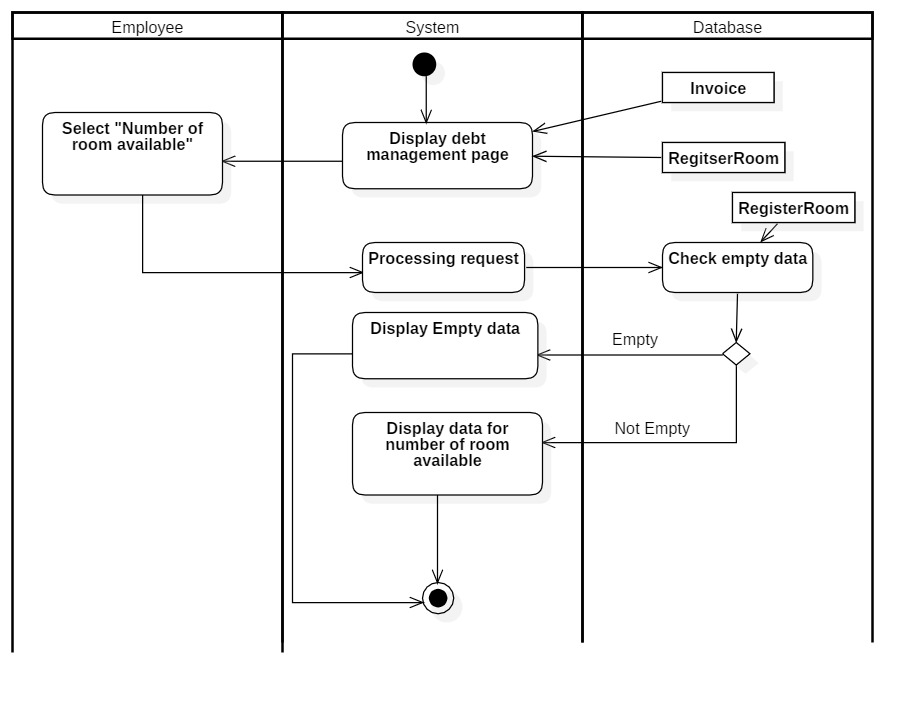 Employee
System
Database
Invoice
Select "Number of
room available"
Display debt
management page
RegitserRoom
RegisterRoom
Processing request
Check empty data
Display Empty data
Empty
Display data for
number of room
available
Not Empty